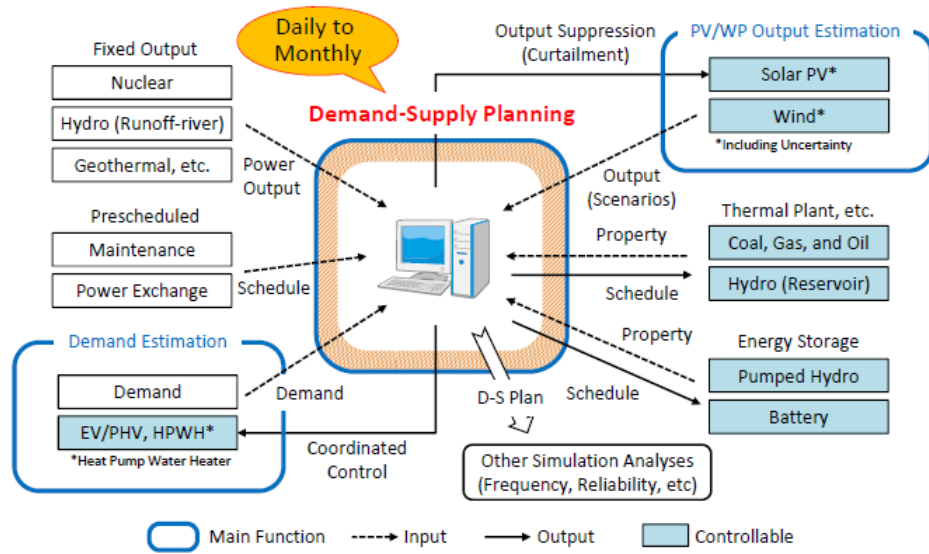 Daily to
Monthly
Fixed Output
Nuclear
Hydro (Runoff-river)
Geothermal, etc.
Power
Output
Prescheduled
Maintenance
Power Exchange
Schedule
Demand Estimation
Demand
EV/PHV, HPWH*
*Heat Pump Water Heater
Demand
Coordinated
Control
Demand-Supply Planning
Output Suppression
(Curtailment)
PV/WP Output Estimation
Solar PV*
Wind*
*Including Uncertainty
Output
(Scenarios)
Thermal Plant, etc.
Property
Coal, Gas, and Oil
Hydro (Reservoir)
Schedule
Property
Energy Storage
Pumped Hydro
Battery
Schedule
D-S Plan
Other Simulation Analyses
(Frequency, Reliability, etc)
Main Function
Input
Output
Controllable